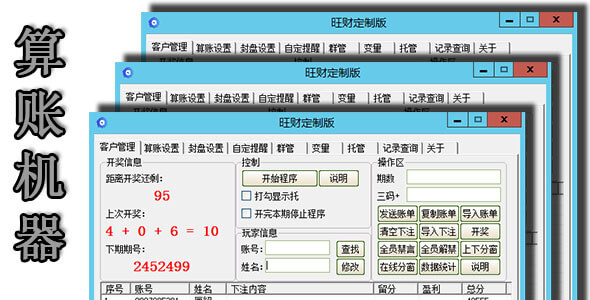 算账机器
旺财定制版
客户管理 算账设置 封盘设置 自定提醒 群管 变量 托管 记录查询 关于
旺财定制版
客户管理 算账设置 封盘设置 自定提醒 群管 变量 托管 记录查询 关于
旺财定制版
客户管理 算账设置 封盘设置 自定提醒 群管 变量 托管 记录查询 关于
开奖信息
距离开奖还剩:
95
上次开奖:
4 + 0 + 6 = 10
下期期号:
2452499
控制
开始程序 说明
打勾显示托
开完本期停止程序
玩家信息
账号: 查找
姓名: 修改
操作区
期数
三码+
发送账单 复制账单 导入账单
清空下注 导入下注 开奖
全员禁言 全员解禁 上下分窗
在线分窗 数据统计 说明
序号 账号 姓名 下注内容 留分 盈利 总分